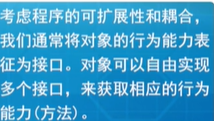 考虑程序的可扩展性和耦合，
我们通常将对象的行为能力表
征为接口。对象可以自由实现
多个接口，来获取相应的行为
能力(方法)。